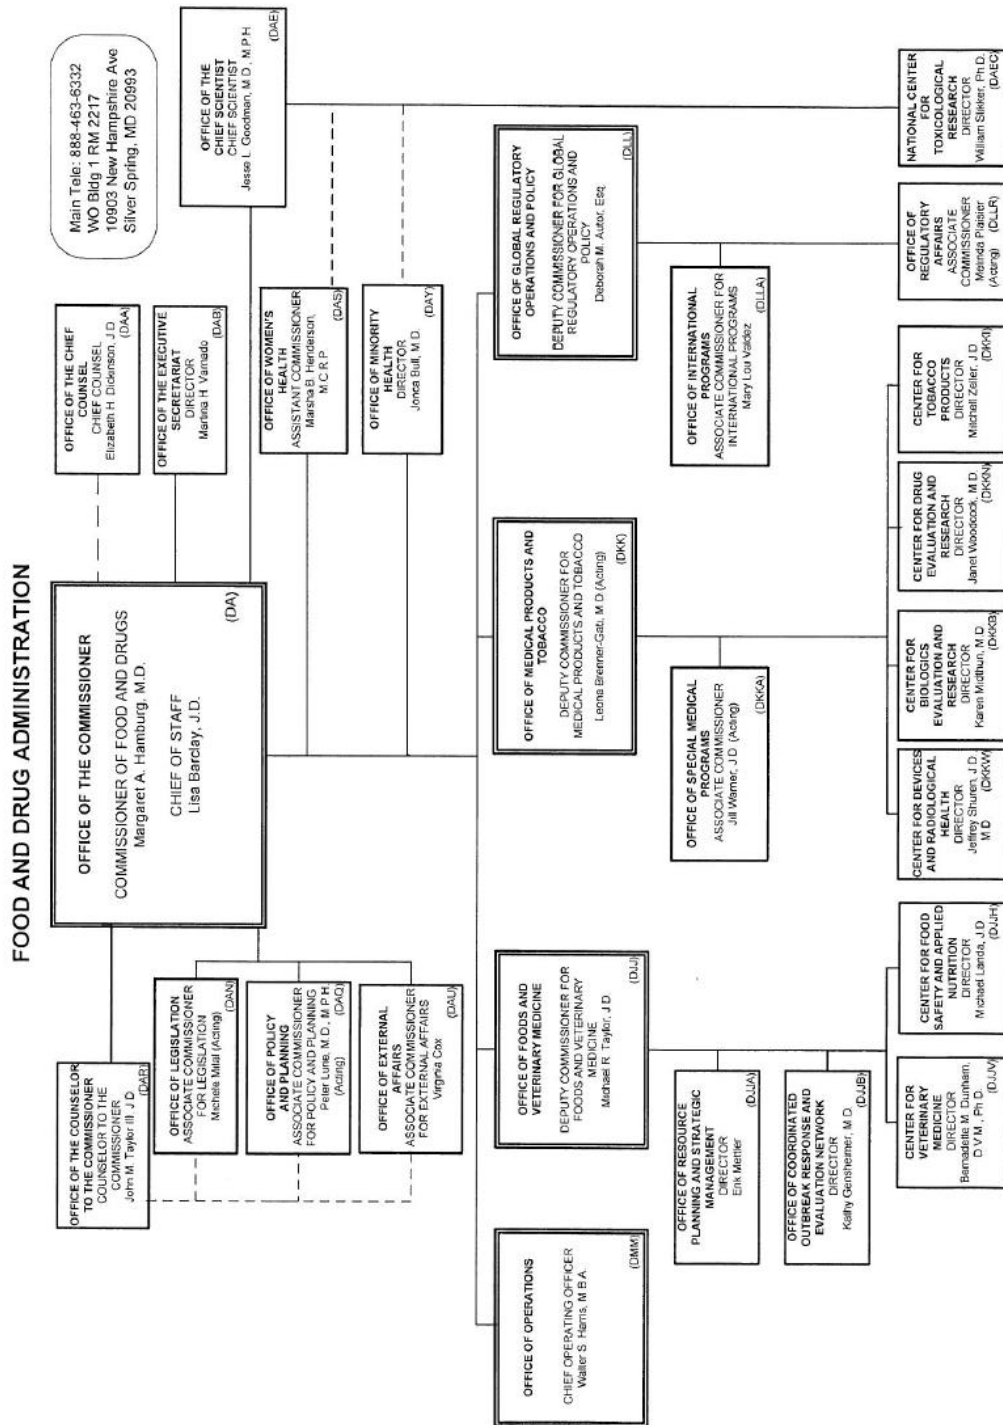 FOOD AND DRUG ADMINISTRATION
Main Tele: 888-463-6332
WO Bldg 1 RM 2217
10903 New Hampshire Ave
Silver Spring, MD 20993
OFFICE OF THE COMMISSIONER
COMMISSIONER OF FOOD AND DRUGS
Margaret A. Hamburg, M.D.
CHIEF OF STAFF
Lisa Barclay, J.D.
(DA)
OFFICE OF THE COUNSELOR
TO THE COMMISSIONER
COUNSELOR TO THE
COMMISSIONER
John M. Taylor III, J D
(DAR)
OFFICE OF THE CHIEF
COUNSEL
CHIEF COUNSEL
Elizabeth H. Dickinson, J D
(DAA)
OFFICE OF THE EXECUTIVE
SECRETARIAT
DIRECTOR
Martina H. Varnado
(DAB)
OFFICE OF THE
CHIEF SCIENTIST
CHIEF SCIENTIST
Jesse L. Goodman, M.D., M.P.H
(DAE)
OFFICE OF LEGISLATION
ASSOCIATE COMMISSIONER
FOR LEGISLATION
Michele Mital (Acting)
(DAN)
OFFICE OF POLICY
AND PLANNING
ASSOCIATE COMMISSIONER
FOR POLICY AND PLANNING
Peter Lurie, M.D., M P H.
(Acting) (DAQ)
OFFICE OF EXTERNAL
AFFAIRS
ASSOCIATE COMMISSIONER
FOR EXTERNAL AFFAIRS
Virginia Cox
(DAU)
OFFICE OF WOMEN'S
HEALTH
ASSISTANT COMMISSIONER
Marsha B. Henderson,
M.C.R.P
(DAS)
OFFICE OF MINORITY
HEALTH
DIRECTOR
Jonca Bull, M.D.
(DAY)
OFFICE OF OPERATIONS
CHIEF OPERATING OFFICER
Walter S. Harris, M B A
(DMM)
OFFICE OF FOODS AND
VETERINARY MEDICINE
DEPUTY COMMISSIONER FOR
FOODS AND VETERINARY
MEDICINE
Michael R. Taylor, J D
(DJJ)
OFFICE OF MEDICAL PRODUCTS AND
TOBACCO
DEPUTY COMMISSIONER FOR
MEDICAL PRODUCTS AND TOBACCO
Leona Brenner-Gati, M D (Acting)
(DKK)
OFFICE OF GLOBAL REGULATORY
OPERATIONS AND POLICY
DEPUTY COMMISSIONER FOR GLOBAL
REGULATORY OPERATIONS AND
POLICY
Deborah M. Autor, Esq.
(DLL)
OFFICE OF RESOURCE
PLANNING AND STRATEGIC
MANAGEMENT
DIRECTOR
Erik Mettler
(DJJA)
OFFICE OF COORDINATED
OUTBREAK RESPONSE AND
EVALUATION NETWORK
DIRECTOR
Kathy Gensheimer, M D.
(DJJB)
OFFICE OF SPECIAL MEDICAL
PROGRAMS
ASSOCIATE COMMISSIONER
Jill Warner, J D (Acting)
(DKKA)
OFFICE OF INTERNATIONAL
PROGRAMS
ASSOCIATE COMMISSIONER FOR
INTERNATIONAL PROGRAMS
Mary Lou Valdez
(DLLA)
CENTER FOR
VETERINARY
MEDICINE
DIRECTOR
Bernadette M. Dunham,
D V M , Ph D.
(DJJV)
CENTER FOR FOOD
SAFETY AND APPLIED
NUTRITION
DIRECTOR
Michael Landa, J.D.
(DJJH)
CENTER FOR DEVICES
AND RADIOLOGICAL
HEALTH
DIRECTOR
Jeffrey Shuren, J D.
M D (DKKW)
CENTER FOR
BIOLOGICS
EVALUATION AND
RESEARCH
DIRECTOR
Karen Midthun, M D
(DKKB)
CENTER FOR DRUG
EVALUATION AND
RESEARCH
DIRECTOR
Janet Woodcock, M.D.
(DKKN)
CENTER FOR
TOBACCO
PRODUCTS
DIRECTOR
Mitchell Zeller, J D
(DKKI)
OFFICE OF
REGULATORY
AFFAIRS
ASSOCIATE
COMMISSIONER
Melinda Plaisier
(Acting) (DLLR)
NATIONAL CENTER
FOR
TOXICOLOGICAL
RESEARCH
DIRECTOR
William Slikker, Ph.D.
(DAEC)